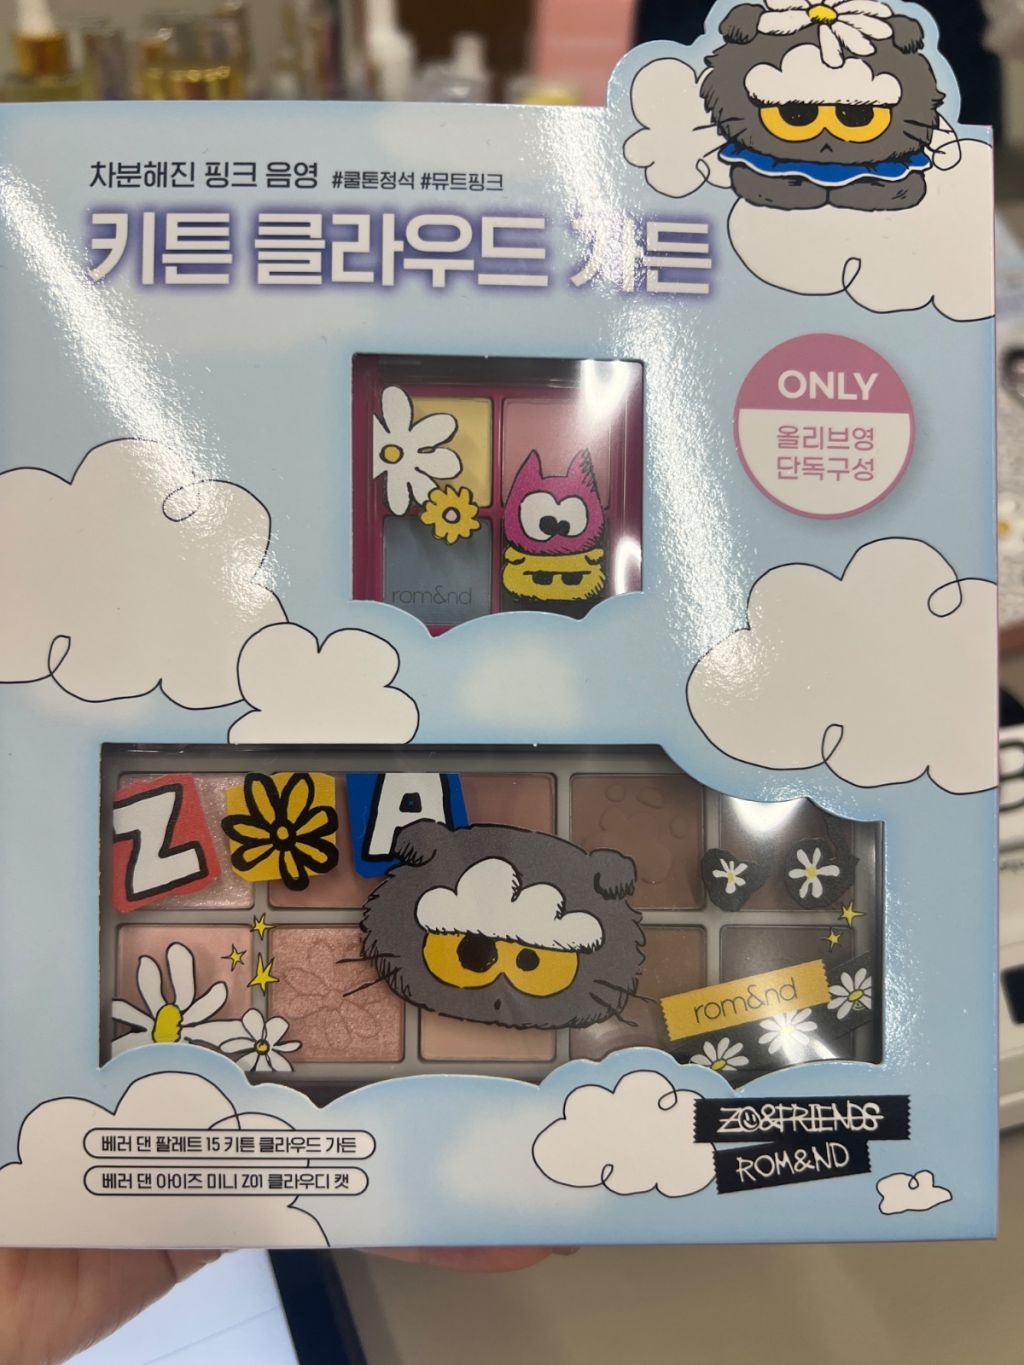 차분해진 핑크 음영 #쿨톤정석 #뮤트핑크
키튼 클라우드 가든
ONLY
올리브영
단독구성
rom&nd
Z
A
rom&nd
베러 댄 팔레트 15 키튼 클라우드 가든
베러 댄 아이즈 미니 Z01 클라우디 캣
ZO&FRIENDS
ROM&ND